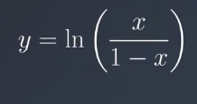 y = ln(x / (1 − x))